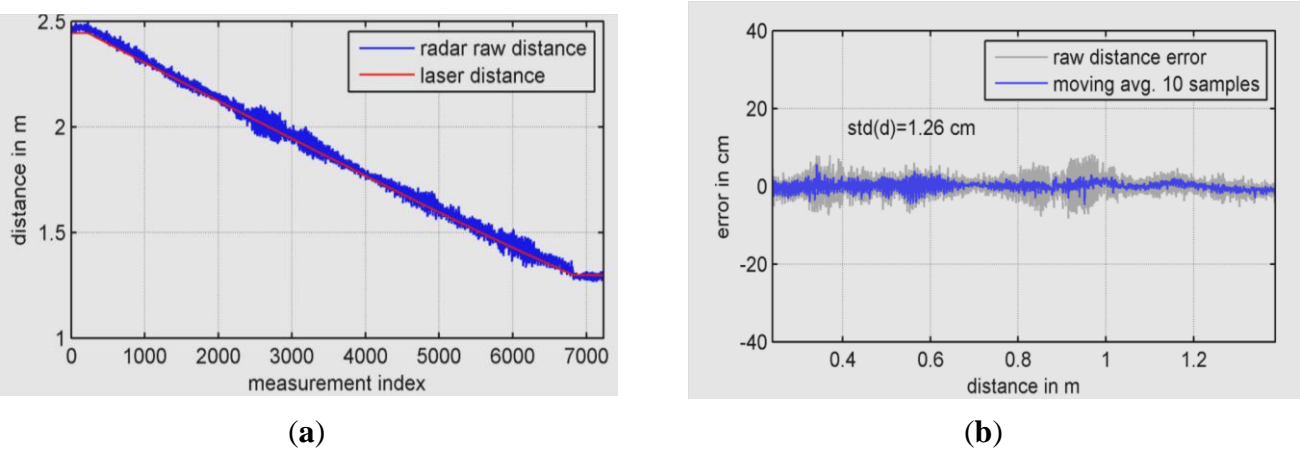 2.5
2
1.5
1
distance in m
radar raw distance
laser distance
0 1000 2000 3000 4000 5000 6000 7000
measurement index
(a)
40
20
0
-20
-40
error in cm
raw distance error
moving avg. 10 samples
std(d)=1.26 cm
0.4 0.6 0.8 1 1.2
distance in m
(b)